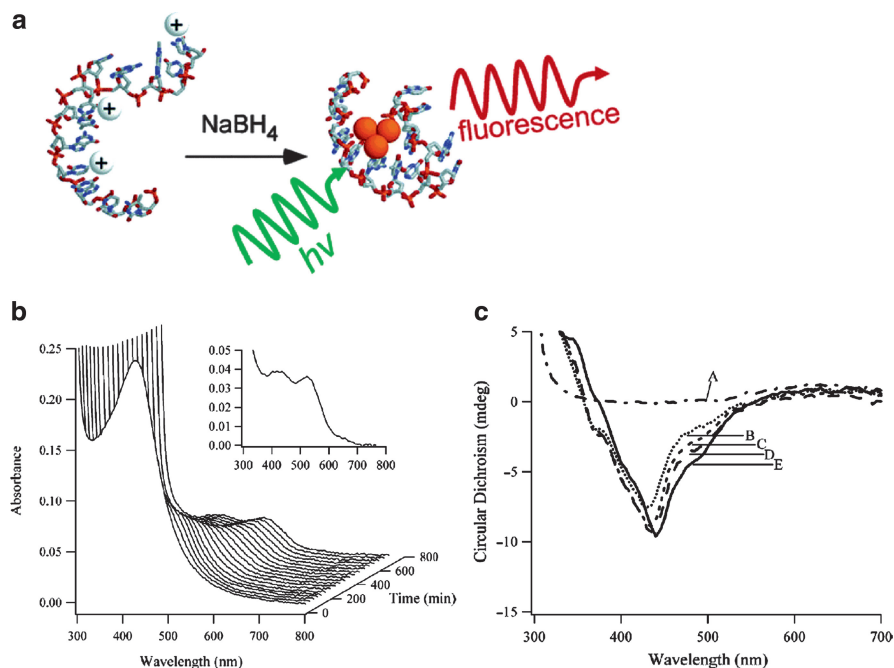 a
+
+
+
NaBH4
hv
fluorescence
b
0.25
0.20
0.15
0.10
0.05
0.00
Absorbance
300 400 500 600 700 800
Wavelength (nm)
0 200 400 600 800
Time (min)
0.05
0.04
0.03
0.02
0.01
0.00
300 400 500 600 700 800
c
5
0
-5
-10
-15
Circular Dichroism (mdeg)
A
B
C
D
E
300 400 500 600 700
Wavelength (nm)